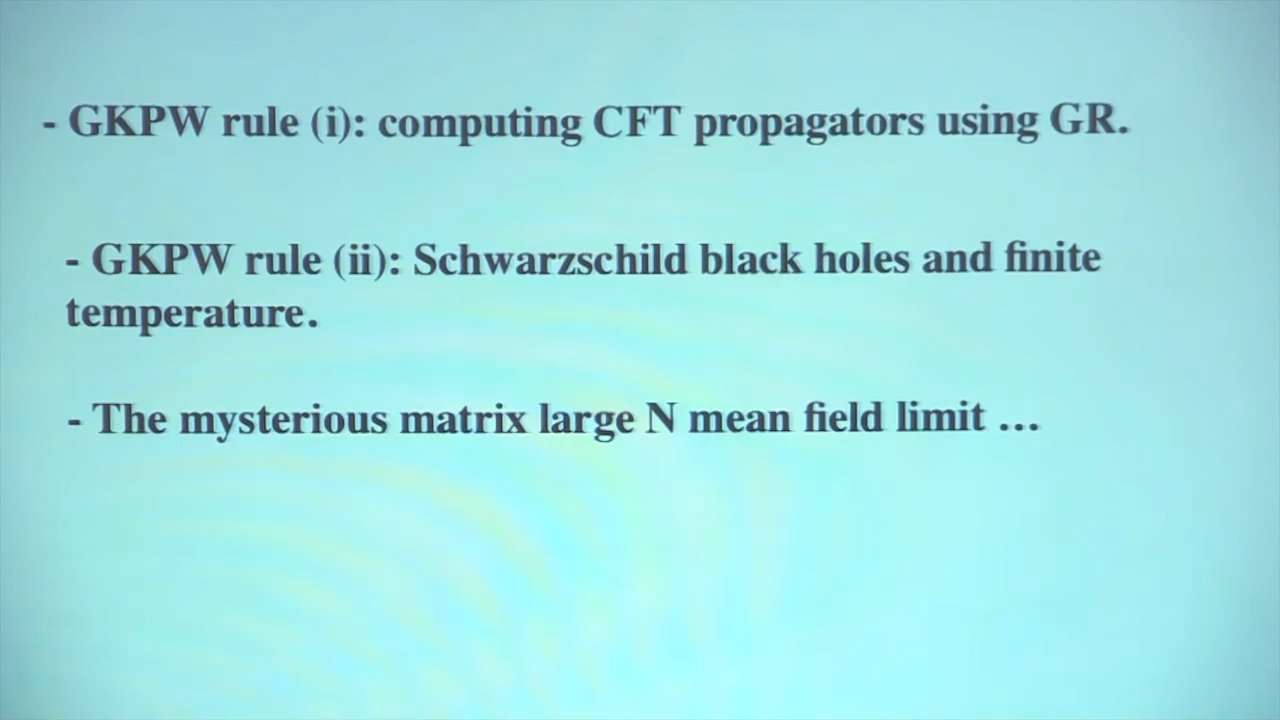 - GKPW rule (i): computing CFT propagators using GR.
- GKPW rule (ii): Schwarzschild black holes and finite
temperature.
- The mysterious matrix large N mean field limit ...